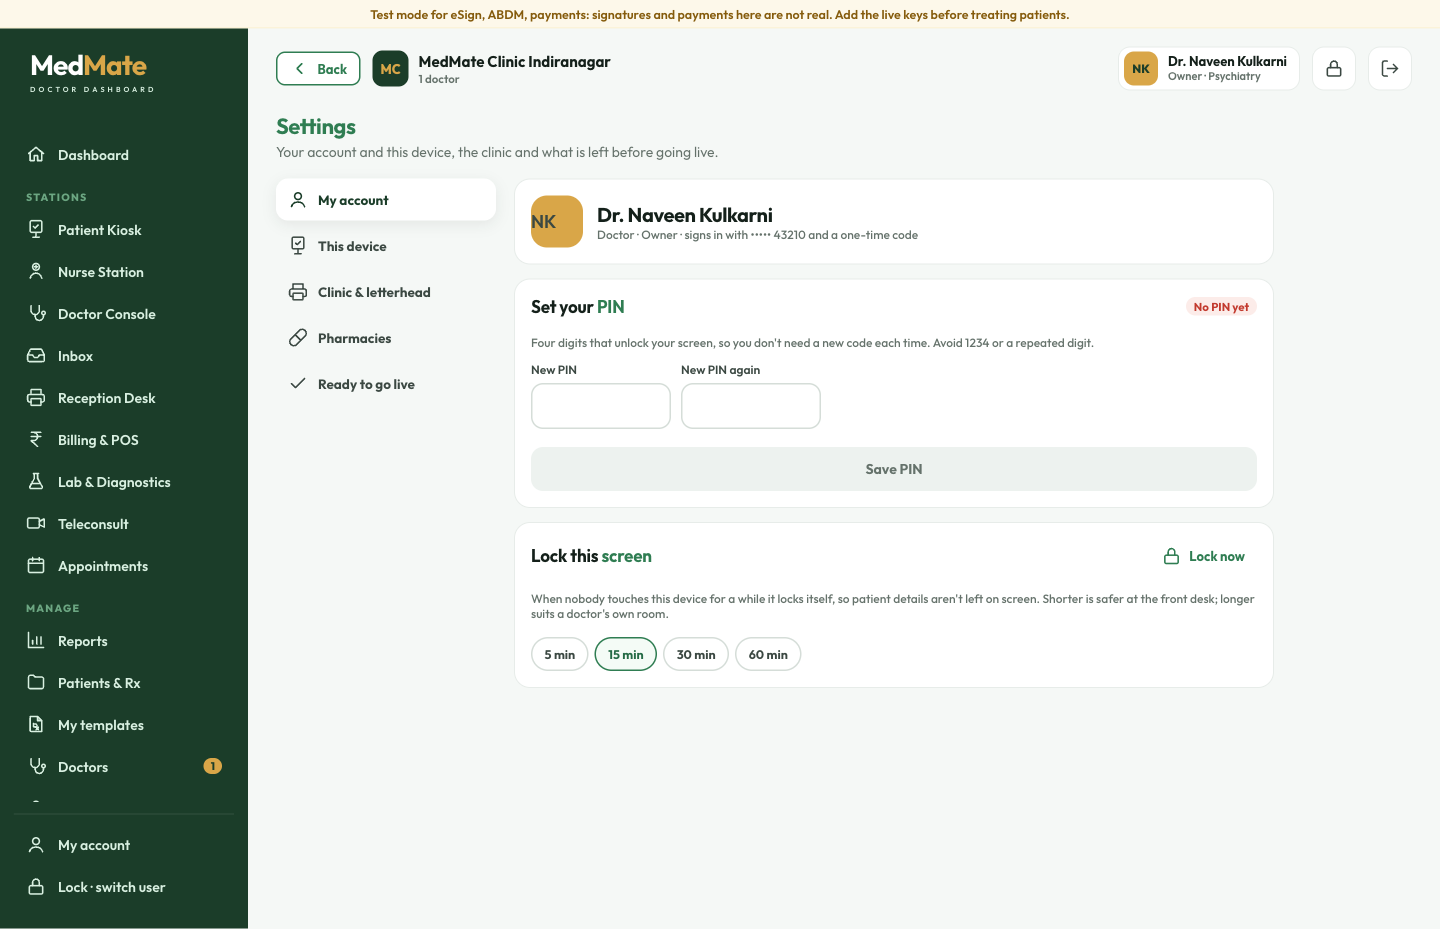 Test mode for eSign, ABDM, payments: signatures and payments here are not real. Add the live keys before treating patients.
MedMate
DOCTOR DASHBOARD
Dashboard
STATIONS
Patient Kiosk
Nurse Station
Doctor Console
Inbox
Reception Desk
Billing & POS
Lab & Diagnostics
Teleconsult
Appointments
MANAGE
Reports
Patients & Rx
My templates
Doctors 1
My account
Lock · switch user
Back
MC
MedMate Clinic Indiranagar
1 doctor
NK
Dr. Naveen Kulkarni
Owner · Psychiatry
Settings
Your account and this device, the clinic and what is left before going live.
My account
This device
Clinic & letterhead
Pharmacies
Ready to go live
NK
Dr. Naveen Kulkarni
Doctor · Owner · signs in with ••••• 43210 and a one-time code
Set your PIN
No PIN yet
Four digits that unlock your screen, so you don't need a new code each time. Avoid 1234 or a repeated digit.
New PIN New PIN again
Save PIN
Lock this screen
Lock now
When nobody touches this device for a while it locks itself, so patient details aren't left on screen. Shorter is safer at the front desk; longer
suits a doctor's own room.
5 min 15 min 30 min 60 min